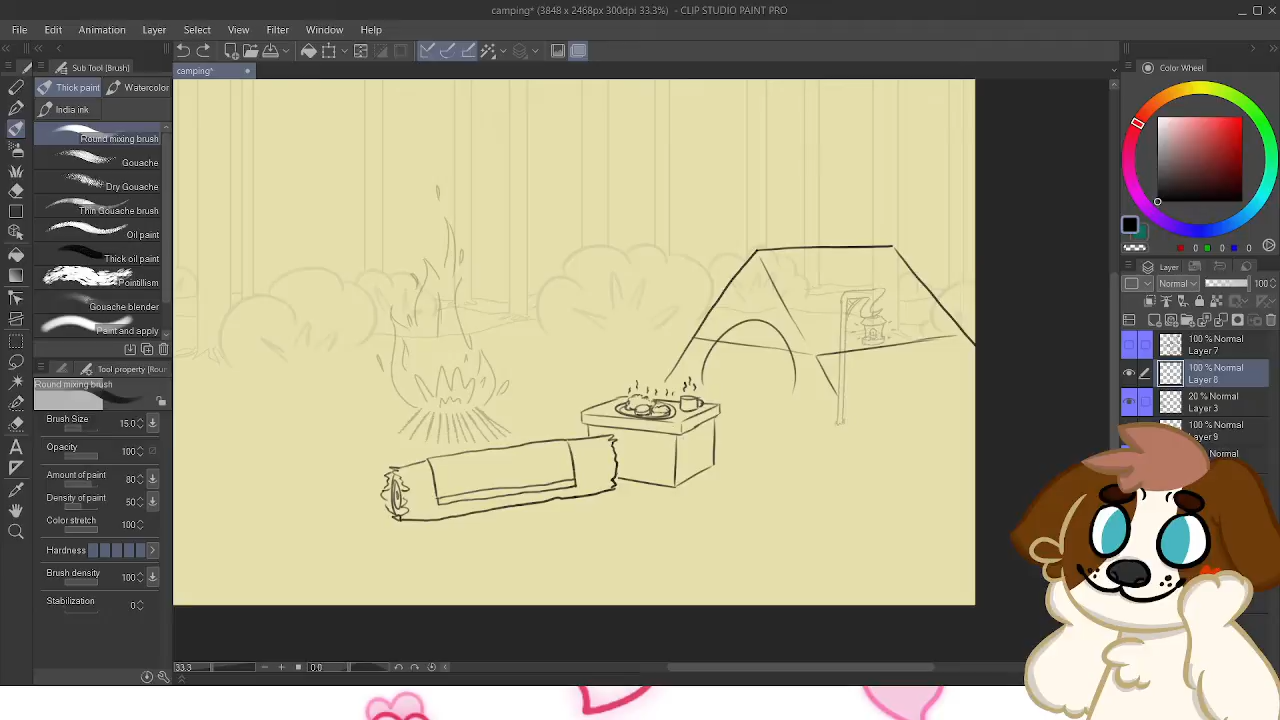 camping* (3848 x 2468px 300dpi 33.3%) - CLIP STUDIO PAINT PRO
File Edit Animation Layer Select View Filter Window Help
Sub Tool [Brush]
camping*
Color Wheel
Thick paint
Watercolor
India ink
Round mixing brush
Gouache
Dry Gouache
Thin Gouache brush
Oil paint
Thick oil paint
Pointillism
Gouache blender
Paint and apply
Tool property [Roun
Round mixing brush
Brush Size 15.0
Opacity 100
Amount of paint 80
Density of paint 50
Color stretch 100
Hardness
Brush density 100
Stabilization 0
33.3
0.0
0 0 0
Layer
Normal 100
100 % Normal
Layer 7
100 % Normal
Layer 8
20 % Normal
Layer 3
100 % Normal
Layer 9
Normal